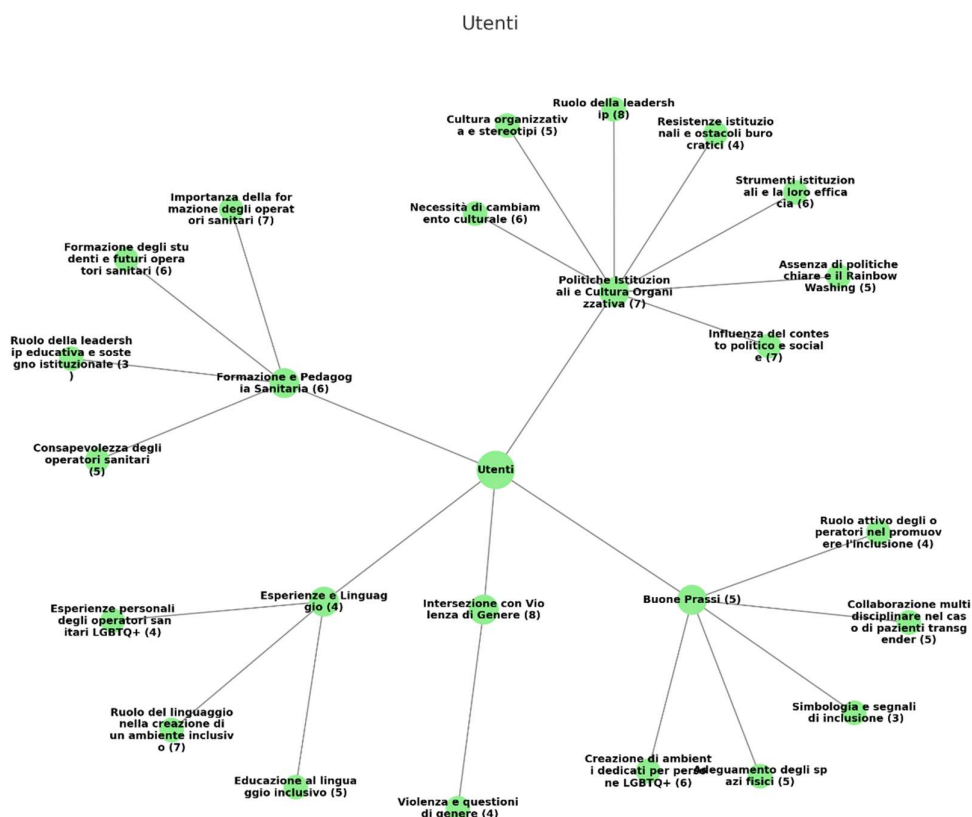 Utenti
Cultura organizzativ
a e stereotipi (5)
Ruolo della leadersh
ip (8)
Resistenze istituzio
nali e ostacoli buro
cratici (4)
Strumenti istituzion
ali e la loro effica
cia (6)
Necessità di cambiam
ento culturale (6)
Assenza di politiche
chiare e il Rainbow
Washing (5)
Politiche Istituzion
ali e Cultura Organi
zzativa (7)
Influenza del contes
to politico e social
e (7)
Importanza della for
mazione degli operat
ori sanitari (7)
Formazione degli stu
denti e futuri opera
tori sanitari (6)
Ruolo della leadersh
ip educativa e soste
gno istituzionale (3
)
Formazione e Pedagog
ia Sanitaria (6)
Consapevolezza degli
operatori sanitari
(5)
Utenti
Esperienze e Linguag
gio (4)
Esperienze personali
degli operatori san
itari LGBTQ+ (4)
Ruolo del linguaggio
nella creazione di
un ambiente inclusiv
o (7)
Educazione al lingua
ggio inclusivo (5)
Intersezione con Vio
lenza di Genere (8)
Violenza e questioni
di genere (4)
Buone Prassi (5)
Ruolo attivo degli o
peratori nel promuov
ere l'inclusione (4)
Collaborazione multi
disciplinare nel cas
o di pazienti transg
ender (5)
Simbologia e segnali
di inclusione (3)
Creazione di ambient
i dedicati per perso
ne LGBTQ+ (6)
Adeguamento degli sp
azi fisici (5)